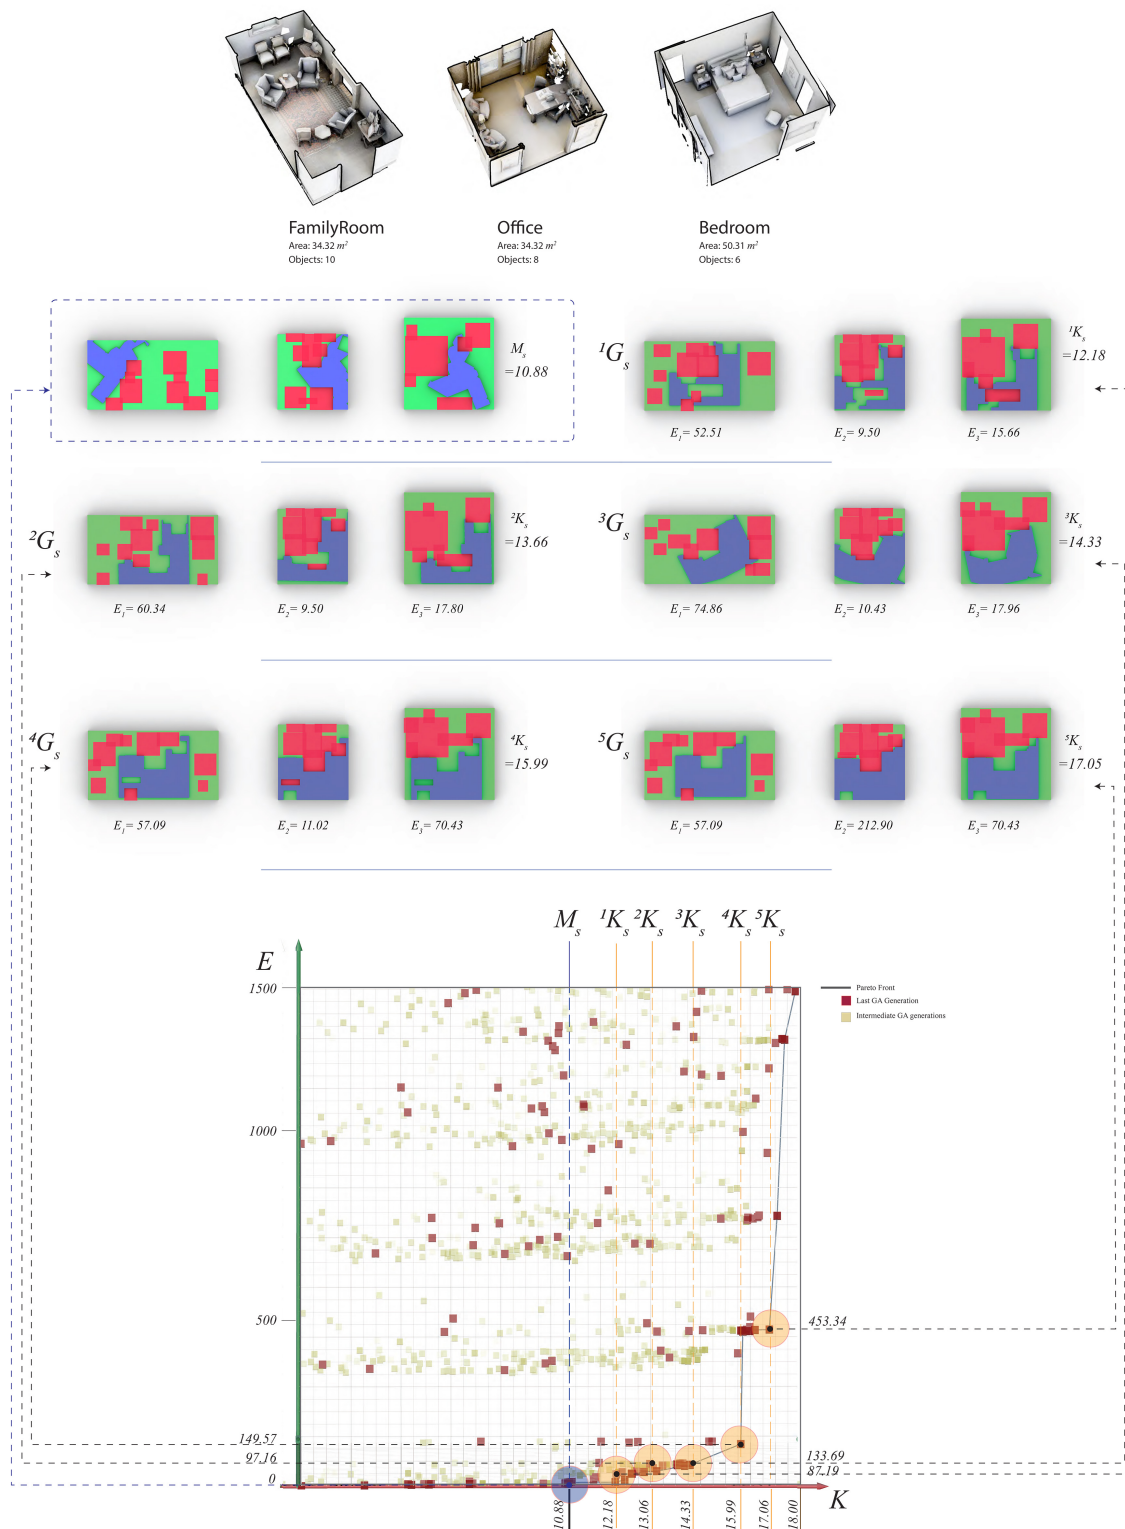 FamilyRoom
Area: 34.32 m²
Objects: 10
Office
Area: 34.32 m²
Objects: 8
Bedroom
Area: 50.31 m²
Objects: 6
Mₛ
=10.88
¹Gₛ
¹Kₛ
=12.18
E₁= 52.51
E₂= 9.50
E₃= 15.66
²Gₛ
²Kₛ
=13.66
E₁= 60.34
E₂= 9.50
E₃= 17.80
³Gₛ
³Kₛ
=14.33
E₁= 74.86
E₂= 10.43
E₃= 17.96
⁴Gₛ
⁴Kₛ
=15.99
E₁= 57.09
E₂= 11.02
E₃= 70.43
⁵Gₛ
⁵Kₛ
=17.05
E₁= 57.09
E₂= 212.90
E₃= 70.43
Mₛ ¹Kₛ ²Kₛ ³Kₛ ⁴Kₛ ⁵Kₛ
E
1500
1000
500
149.57
97.16
0
Pareto Front
Last GA Generation
Intermediate GA generations
453.34
133.69
87.19
K
10.88
12.18
13.06
14.33
15.99
17.06
18.00